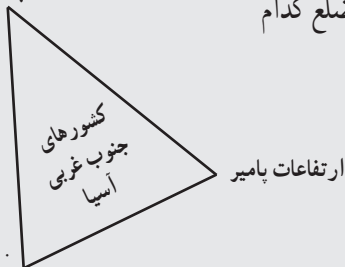 ضلع کدام
کشورهای
جنوب غربی
آسیا
ارتفاعات پامیر